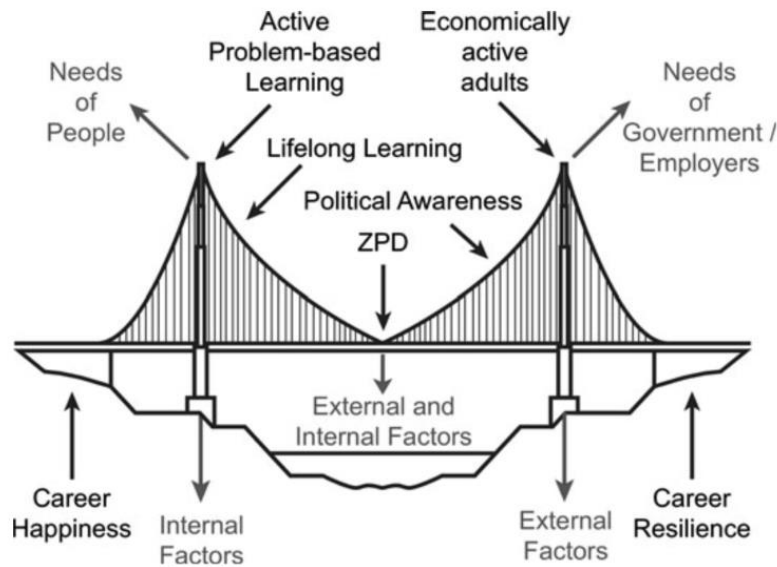 Active
Problem-based
Learning
Economically
active
adults
Needs
of
People
Needs
of
Government /
Employers
Lifelong Learning
Political Awareness
ZPD
External and
Internal Factors
Career
Happiness
Internal
Factors
External
Factors
Career
Resilience